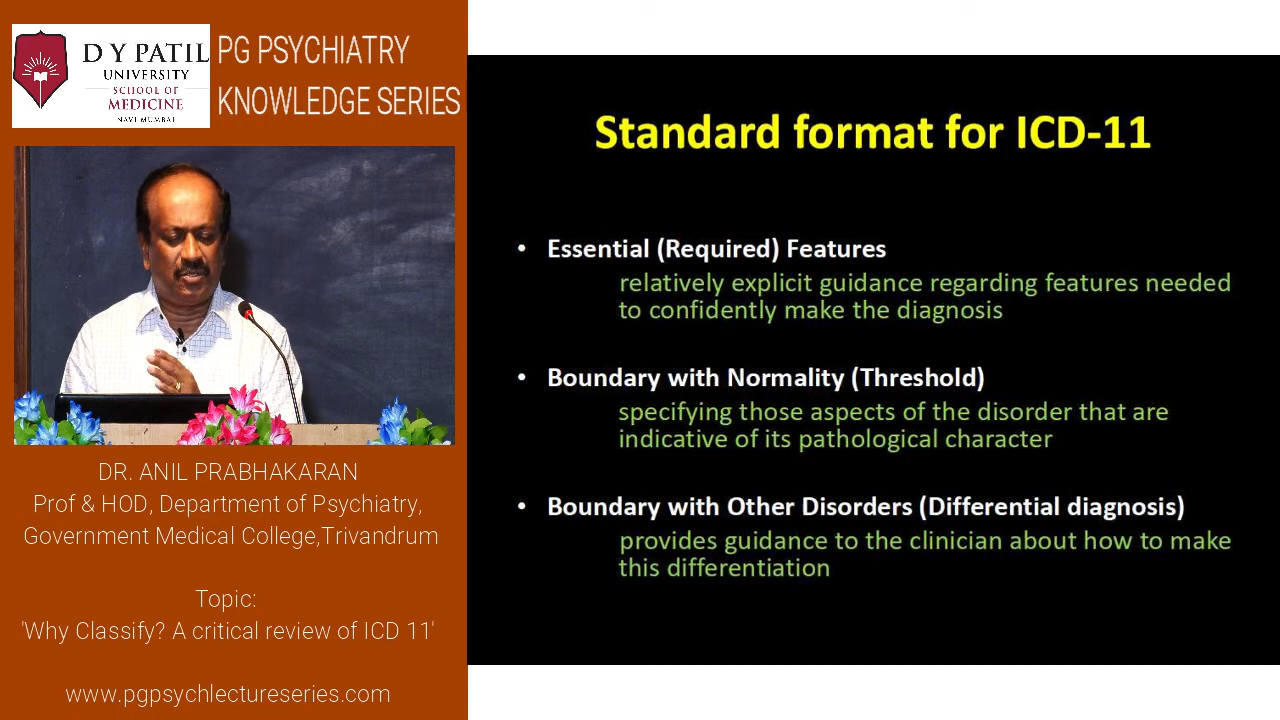 D Y PATIL
UNIVERSITY
SCHOOL OF
MEDICINE
NAVI MUMBAI
PG PSYCHIATRY
KNOWLEDGE SERIES
DR. ANIL PRABHAKARAN
Prof & HOD, Department of Psychiatry,
Government Medical College,Trivandrum
Topic:
'Why Classify? A critical review of ICD 11'
www.pgpsychlectureseries.com
Standard format for ICD-11
• Essential (Required) Features
relatively explicit guidance regarding features needed
to confidently make the diagnosis
• Boundary with Normality (Threshold)
specifying those aspects of the disorder that are
indicative of its pathological character
• Boundary with Other Disorders (Differential diagnosis)
provides guidance to the clinician about how to make
this differentiation